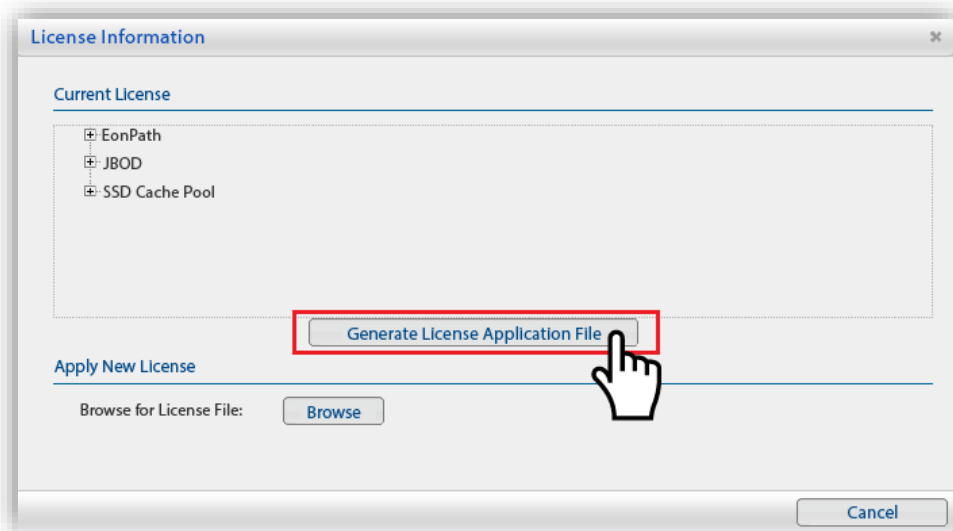 License Information
Current License
EonPath
JBOD
SSD Cache Pool
Generate License Application File
Apply New License
Browse for License File:
Browse
Cancel